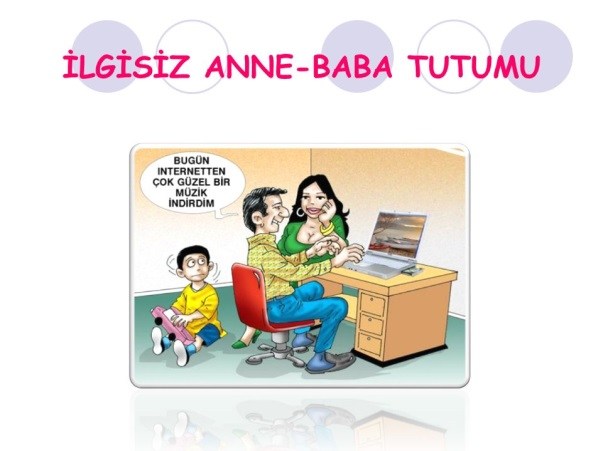 İLGİSİZ ANNE-BABA TUTUMU
BUGÜN
INTERNETTEN
ÇOK GÜZEL BİR
MÜZİK
İNDİRDİM